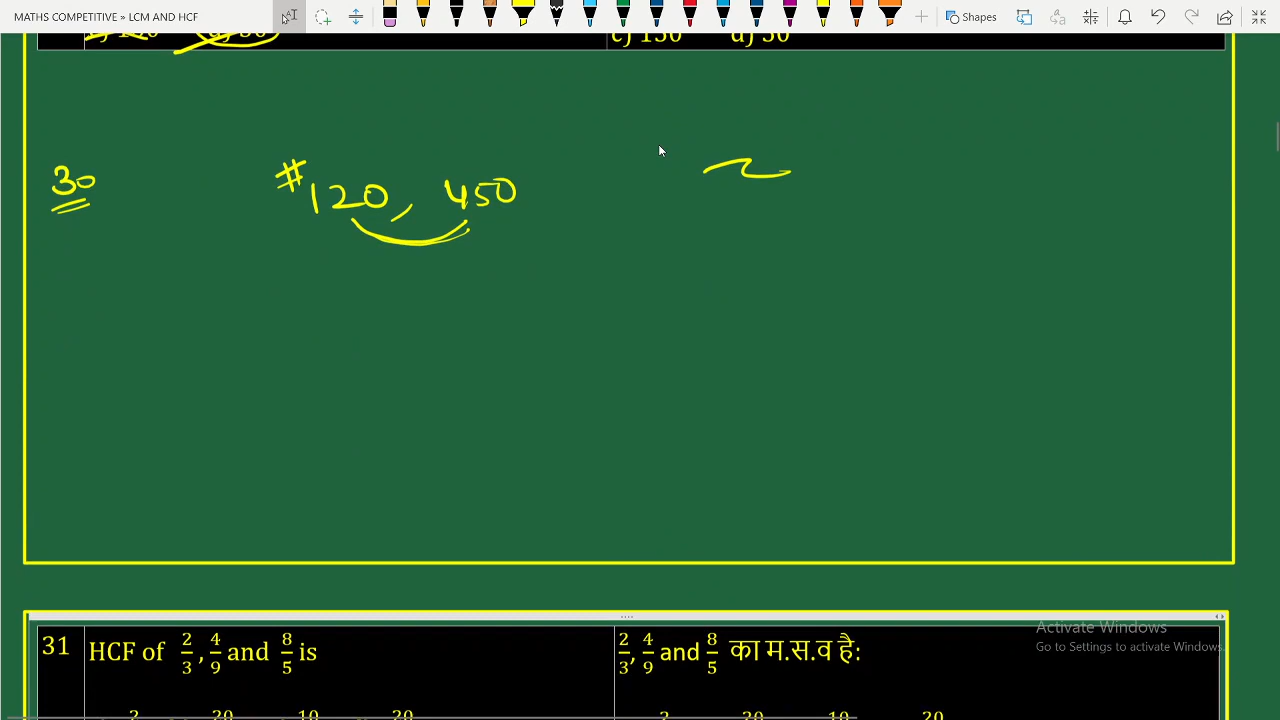 MATHS COMPETITIVE » LCM AND HCF
Shapes
c) 150 d) 30
30 # 120, 450
Activate Windows
Go to Settings to activate Windows.
31 HCF of 2/3, 4/9 and 8/5 is
2/3, 4/9 and 8/5 का म.स.व है: